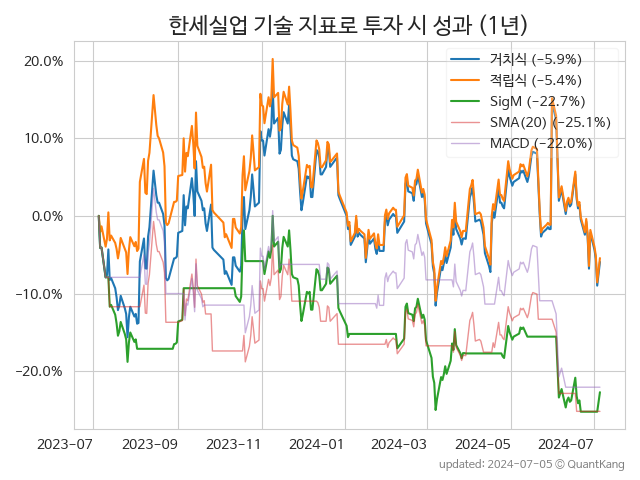 한세실업 기술 지표로 투자 시 성과 (1년)
거치식 (−5.9%)
적립식 (−5.4%)
SigM (−22.7%)
SMA(20) (−25.1%)
MACD (−22.0%)
20.0%
10.0%
0.0%
−10.0%
−20.0%
2023-07
2023-09
2023-11
2024-01
2024-03
2024-05
2024-07
updated: 2024-07-05 © QuantKang